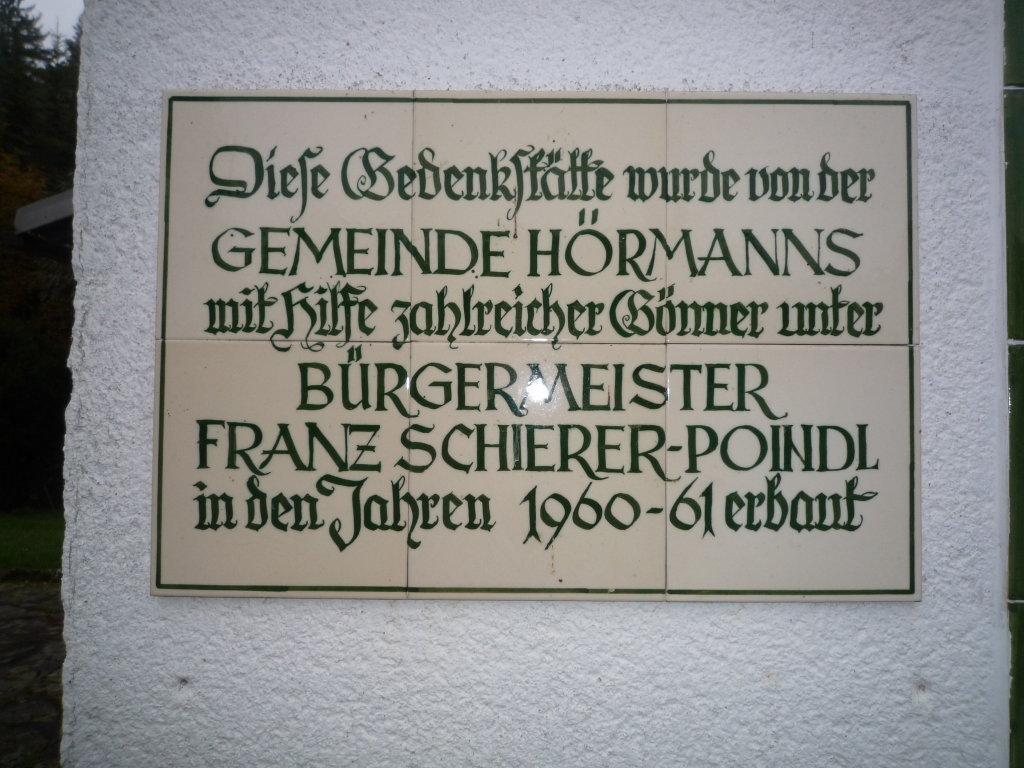 Diese Gedenkstätte wurde von der
GEMEINDE HÖRMANNS
mit Hilfe zahlreicher Gönner unter
BÜRGERMEISTER
FRANZ SCHIERER-POINDL
in den Jahren 1960-61 erbaut